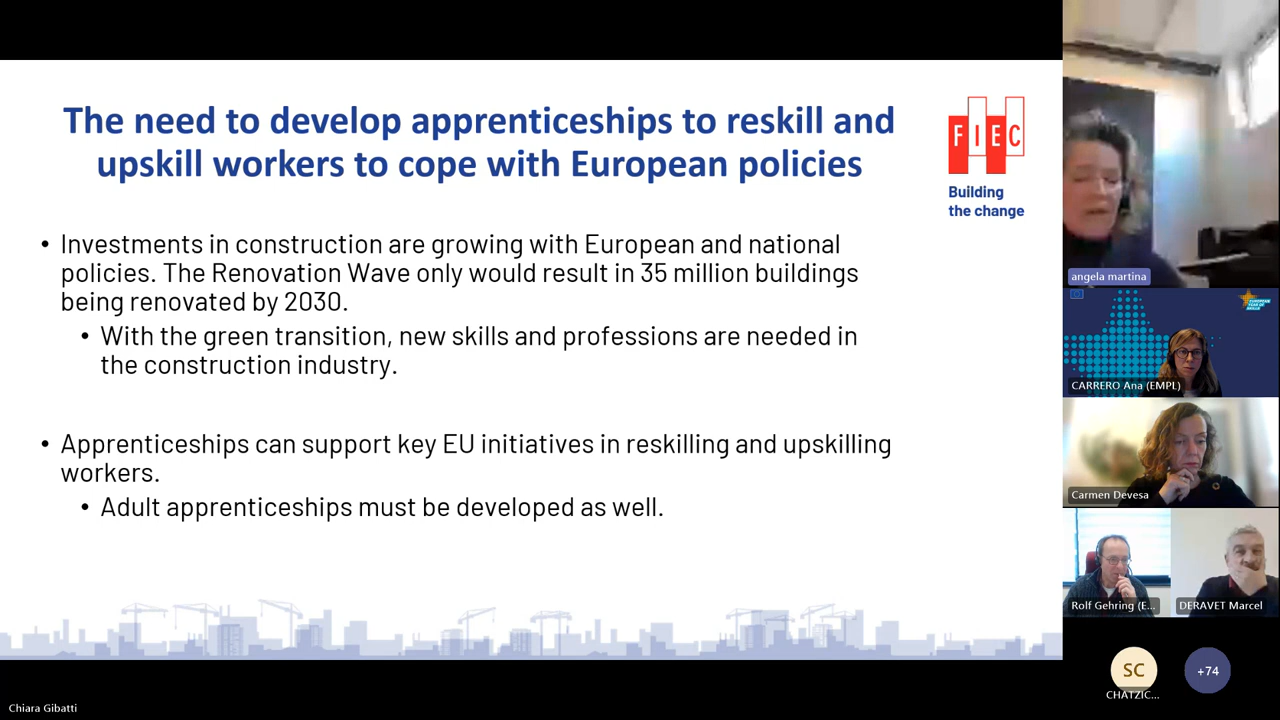 The need to develop apprenticeships to reskill and
upskill workers to cope with European policies
FIEC
Building
the change
• Investments in construction are growing with European and national
policies. The Renovation Wave only would result in 35 million buildings
being renovated by 2030.
• With the green transition, new skills and professions are needed in
the construction industry.
• Apprenticeships can support key EU initiatives in reskilling and upskilling
workers.
• Adult apprenticeships must be developed as well.
angela martina
EUROPEAN
YEAR OF
SKILLS
CARRERO Ana (EMPL)
Carmen Devesa
Rolf Gehring (E...
DERAVET Marcel
SC
+74
CHATZIC...
Chiara Gibatti